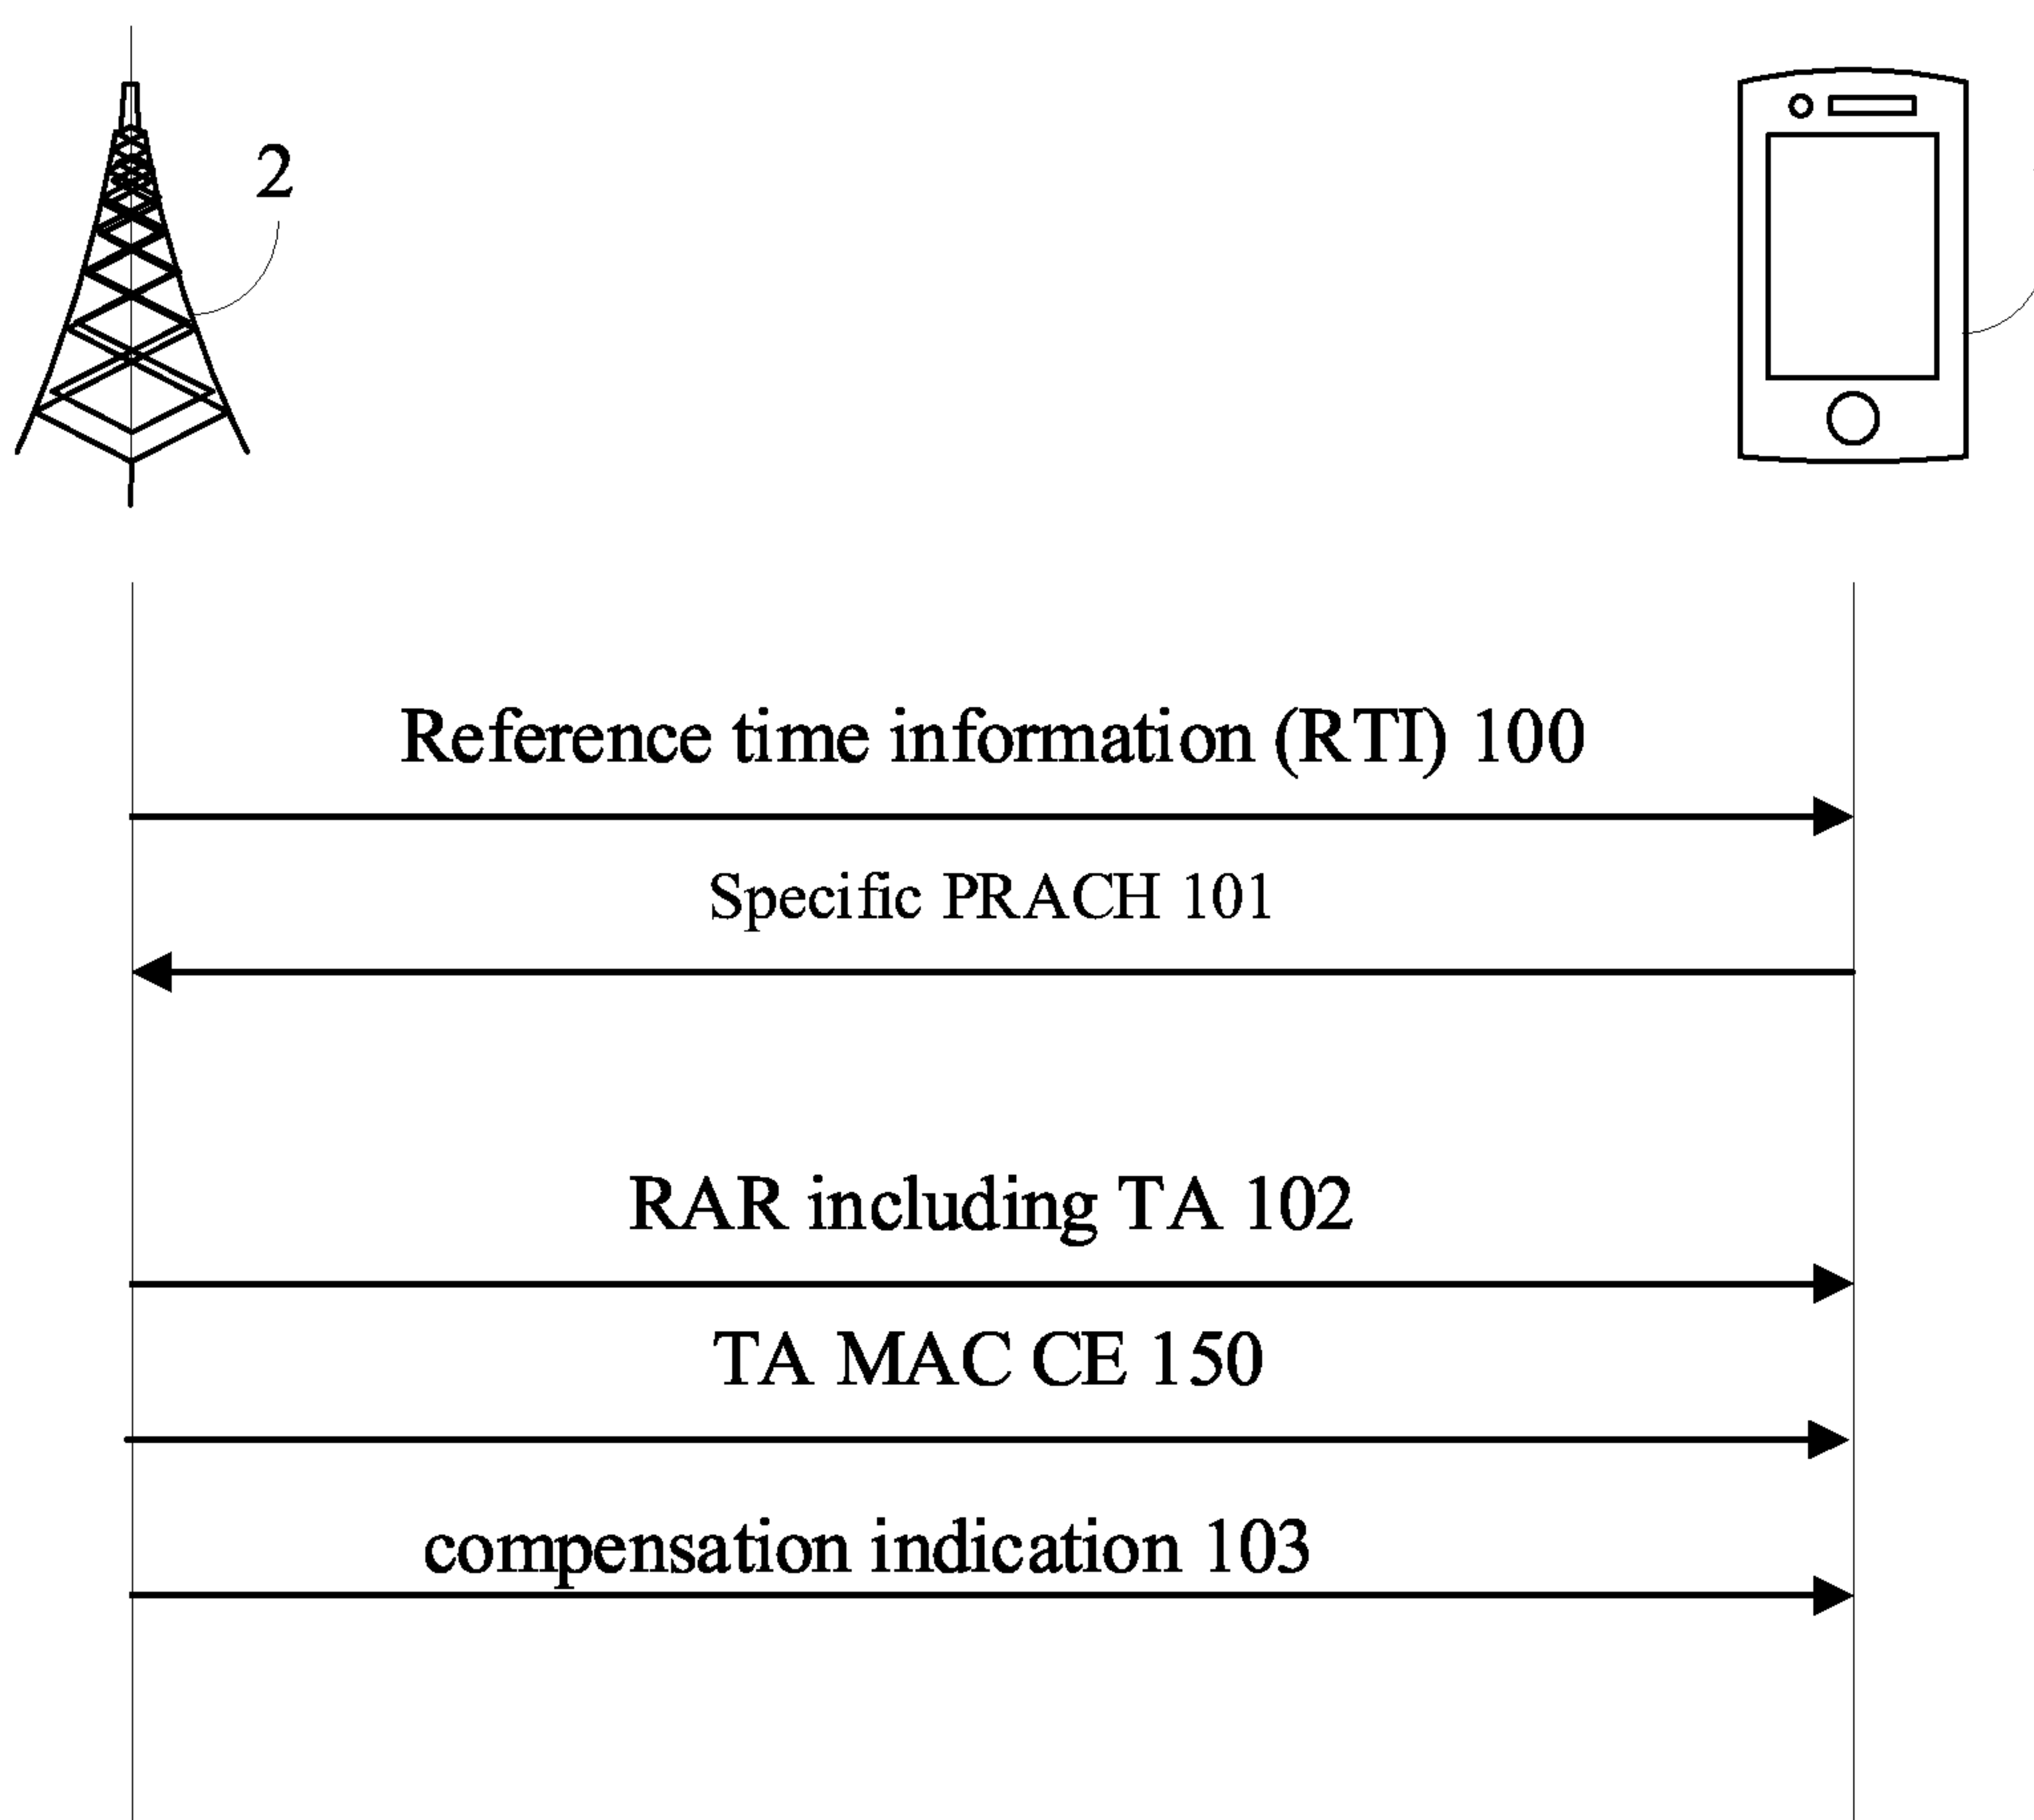 2
Reference time information (RTI) 100
Specific PRACH 101
RAR including TA 102
TA MAC CE 150
compensation indication 103